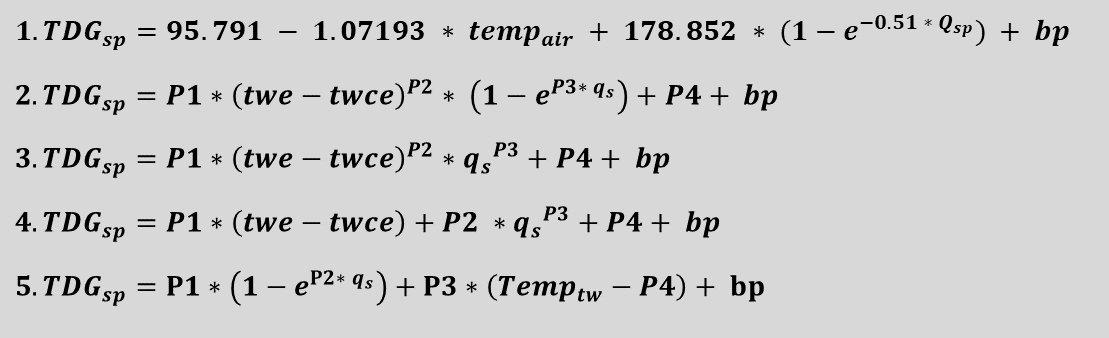 1. TDG_sp = 95.791 − 1.07193 * temp_air + 178.852 * (1 − e^(−0.51 * Q_sp)) + bp
2. TDG_sp = P1 * (twe − twce)^P2 * (1 − e^(P3* q_s)) + P4 + bp
3. TDG_sp = P1 * (twe − twce)^P2 * q_s^P3 + P4 + bp
4. TDG_sp = P1 * (twe − twce) + P2 * q_s^P3 + P4 + bp
5. TDG_sp = P1 * (1 − e^(P2* q_s)) + P3 * (Temp_tw − P4) + bp